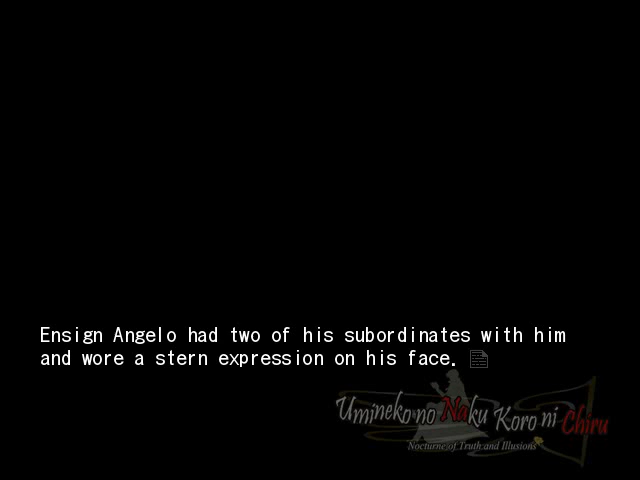 Ensign Angelo had two of his subordinates with him
and wore a stern expression on his face.
Umineko no Naku Koro ni Chiru
Nocturne of Truth and Illusions